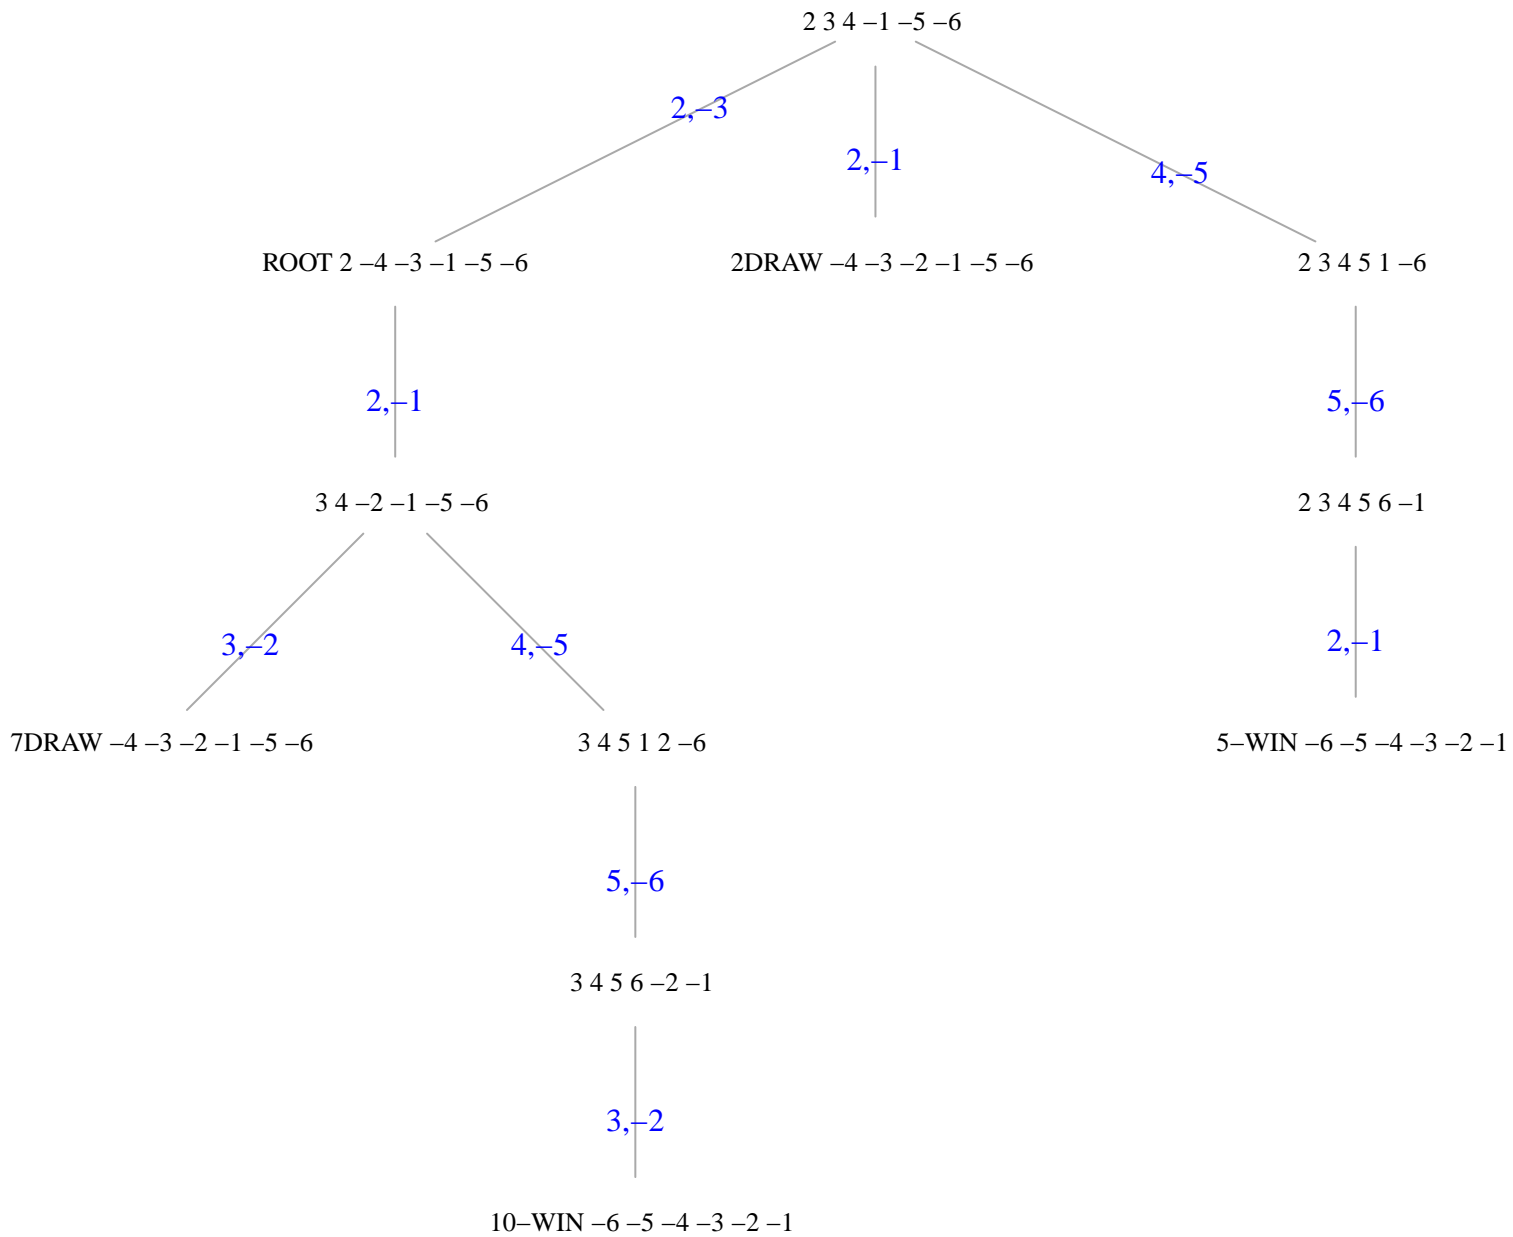 2 3 4 –1 –5 –6
2,–3
2,–1
4,–5
ROOT 2 –4 –3 –1 –5 –6
2DRAW –4 –3 –2 –1 –5 –6
2 3 4 5 1 –6
2,–1
5,–6
3 4 –2 –1 –5 –6
2 3 4 5 6 –1
3,–2
4,–5
2,–1
7DRAW –4 –3 –2 –1 –5 –6
3 4 5 1 2 –6
5–WIN –6 –5 –4 –3 –2 –1
5,–6
3 4 5 6 –2 –1
3,–2
10–WIN –6 –5 –4 –3 –2 –1